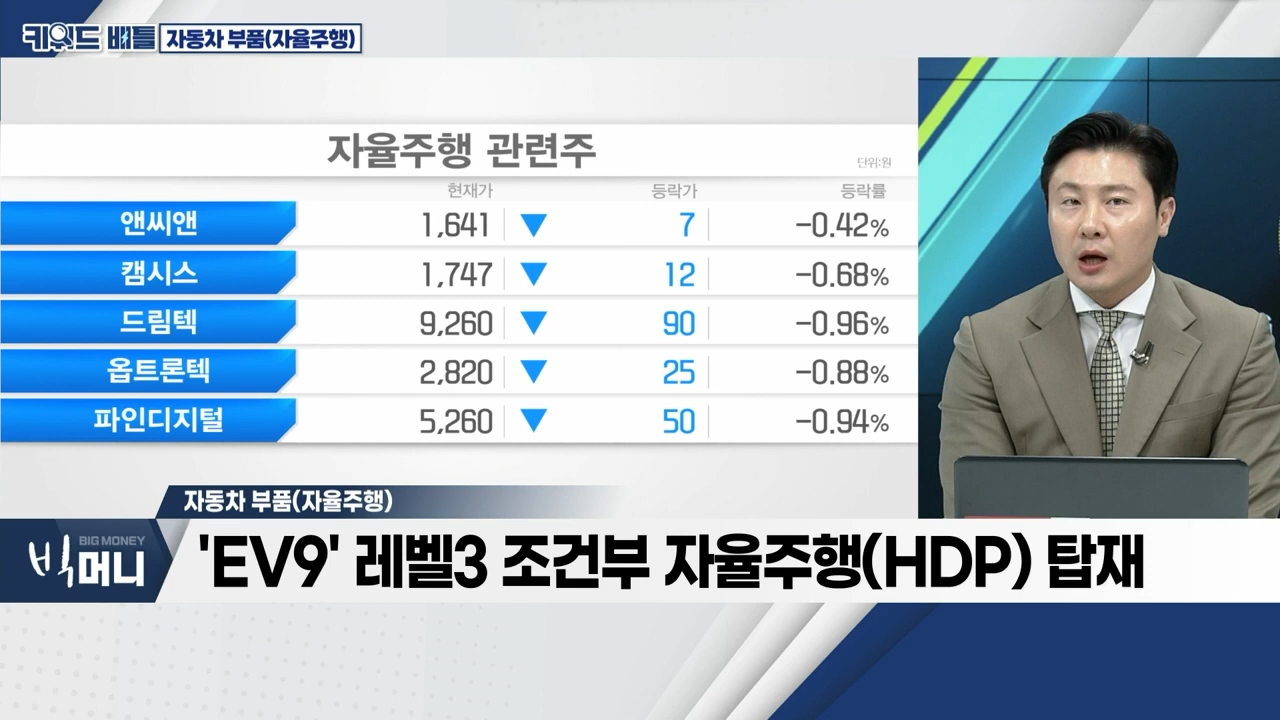 키워드 배틀 자동차 부품(자율주행)
자율주행 관련주
단위:원
현재가 등락가 등락률
앤씨앤 1,641 ▼ 7 -0.42%
캠시스 1,747 ▼ 12 -0.68%
드림텍 9,260 ▼ 90 -0.96%
옵트론텍 2,820 ▼ 25 -0.88%
파인디지털 5,260 ▼ 50 -0.94%
자동차 부품(자율주행)
BIG MONEY
빅머니
'EV9' 레벨3 조건부 자율주행(HDP) 탑재